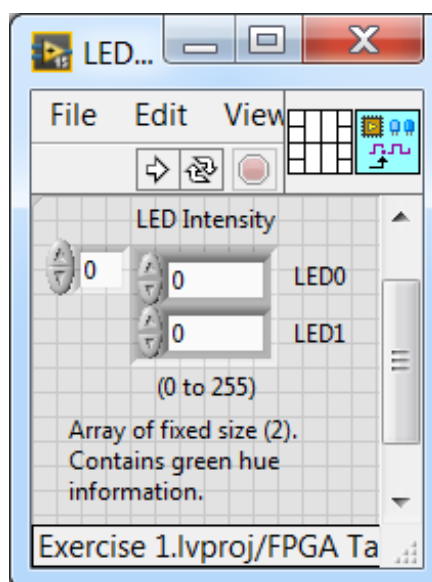 LED...
File Edit View
LED Intensity
0 0 LED0
0 LED1
(0 to 255)
Array of fixed size (2).
Contains green hue
information.
Exercise 1.lvproj/FPGA Ta